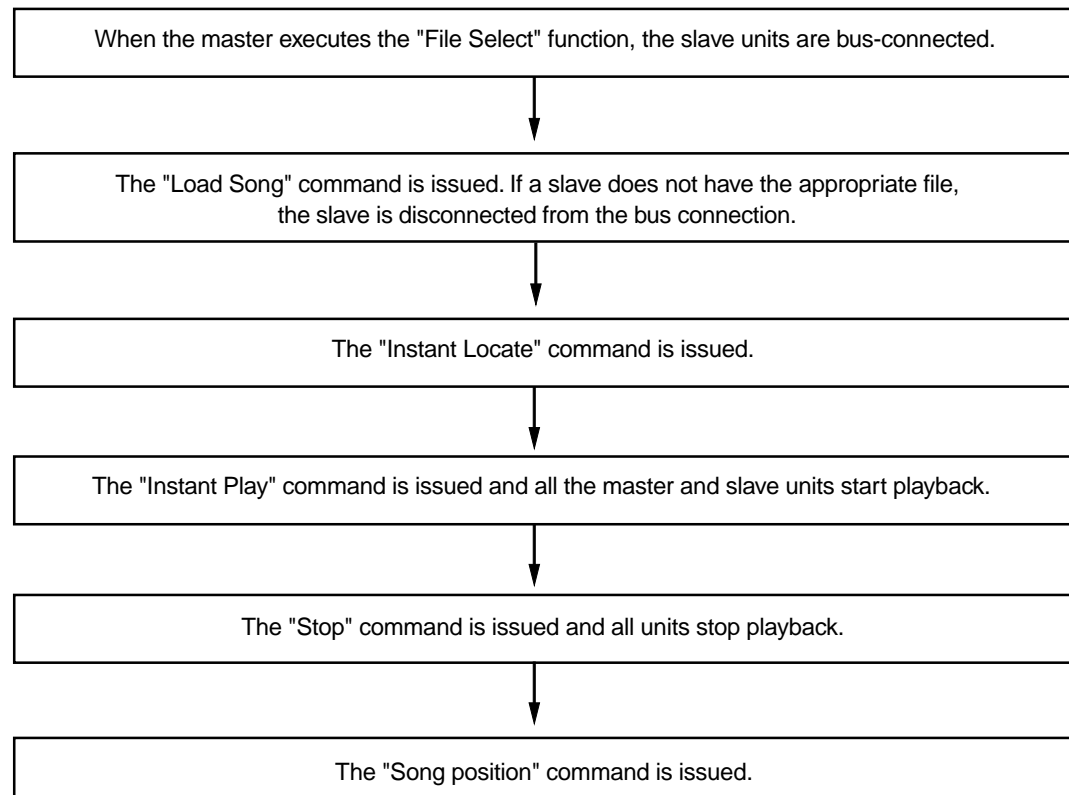 When the master executes the "File Select" function, the slave units are bus-connected.
The "Load Song" command is issued. If a slave does not have the appropriate file,
the slave is disconnected from the bus connection.
The "Instant Locate" command is issued.
The "Instant Play" command is issued and all the master and slave units start playback.
The "Stop" command is issued and all units stop playback.
The "Song position" command is issued.